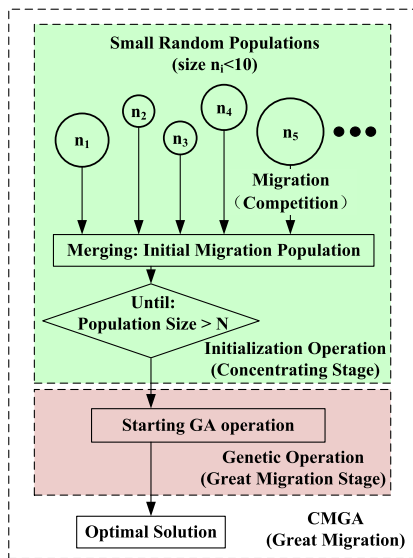 Small Random Populations
(size nᵢ<10)
n₁
n₂
n₃
n₄
n₅
Migration
（Competition）
Merging: Initial Migration Population
Until:
Population Size > N
Initialization Operation
(Concentrating Stage)
Starting GA operation
Genetic Operation
(Great Migration Stage)
Optimal Solution
CMGA
(Great Migration)